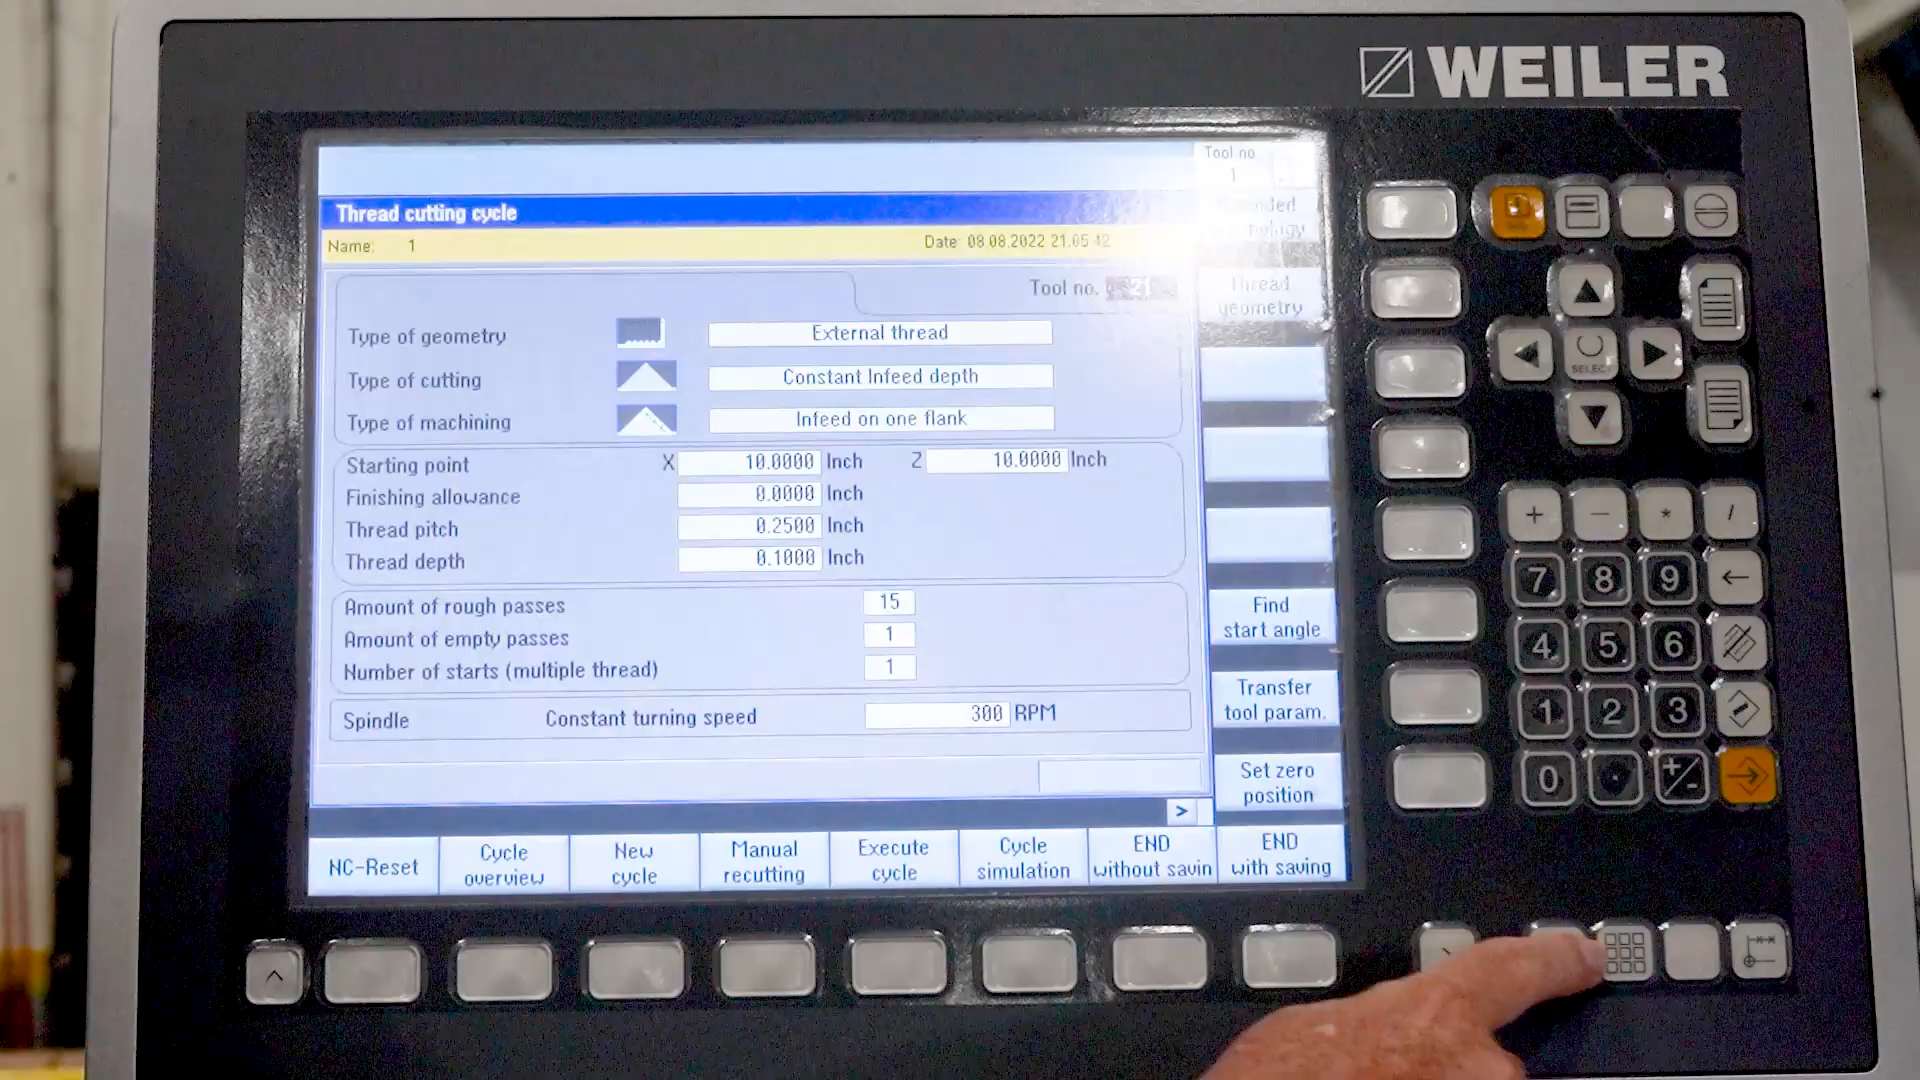 WEILER
Tool no
1
Thread cutting cycle
Name: 1
Date: 08.08.2022 21.05 42
Tool no. 21
Thread
geometry
Type of geometry External thread
Type of cutting Constant Infeed depth
Type of machining Infeed on one flank
Starting point X 10.0000 Inch Z 10.0000 Inch
Finishing allowance 0.0000 Inch
Thread pitch 0.2500 Inch
Thread depth 0.1000 Inch
Amount of rough passes 15
Amount of empty passes 1
Number of starts (multiple thread) 1
Spindle Constant turning speed 300 RPM
Find
start angle
Transfer
tool param.
Set zero
position
>
NC-Reset
Cycle
overview
New
cycle
Manual
recutting
Execute
cycle
Cycle
simulation
END
without savin
END
with saving
SELECT
+ - * /
7 8 9
4 5 6
1 2 3
0 . +/-